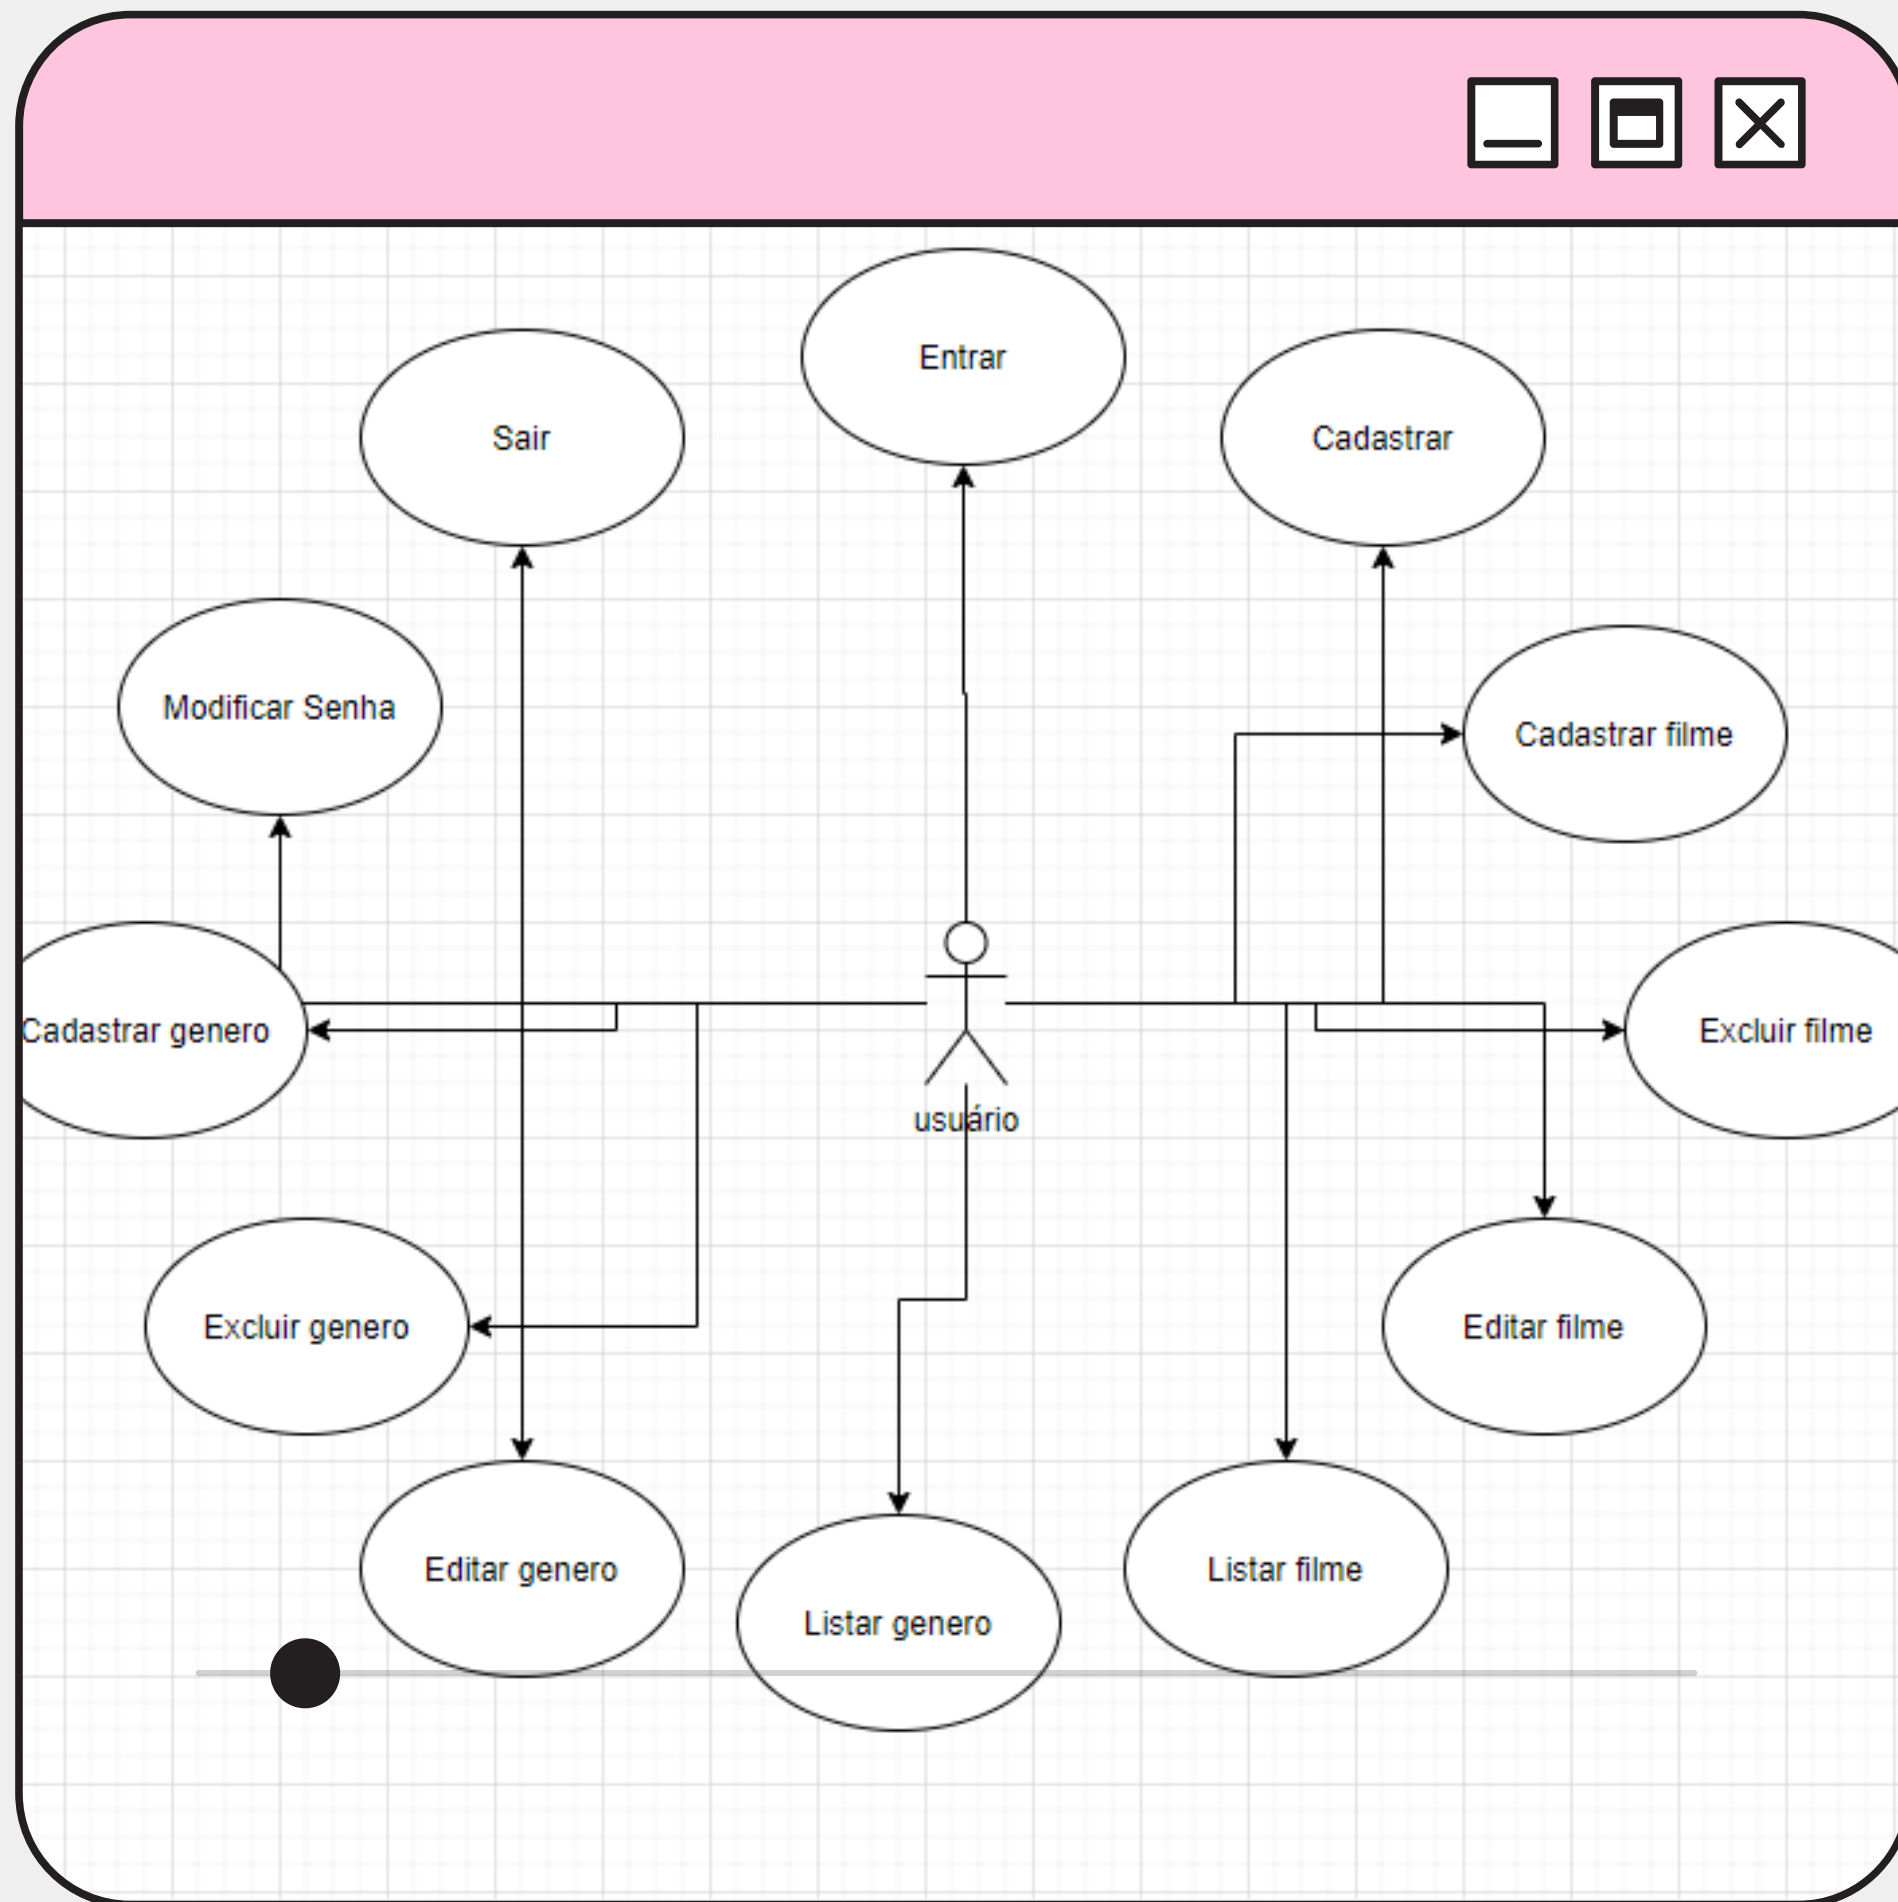 Entrar
Sair
Cadastrar
Modificar Senha
Cadastrar filme
Cadastrar genero
Excluir filme
usuário
Excluir genero
Editar filme
Editar genero
Listar filme
Listar genero